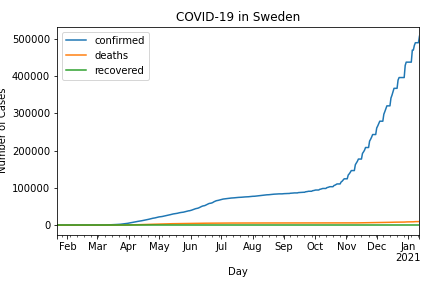 COVID-19 in Sweden
confirmed
deaths
recovered
500000
400000
300000
200000
100000
0
Number of Cases
Feb Mar Apr May Jun Jul Aug Sep Oct Nov Dec Jan
2021
Day